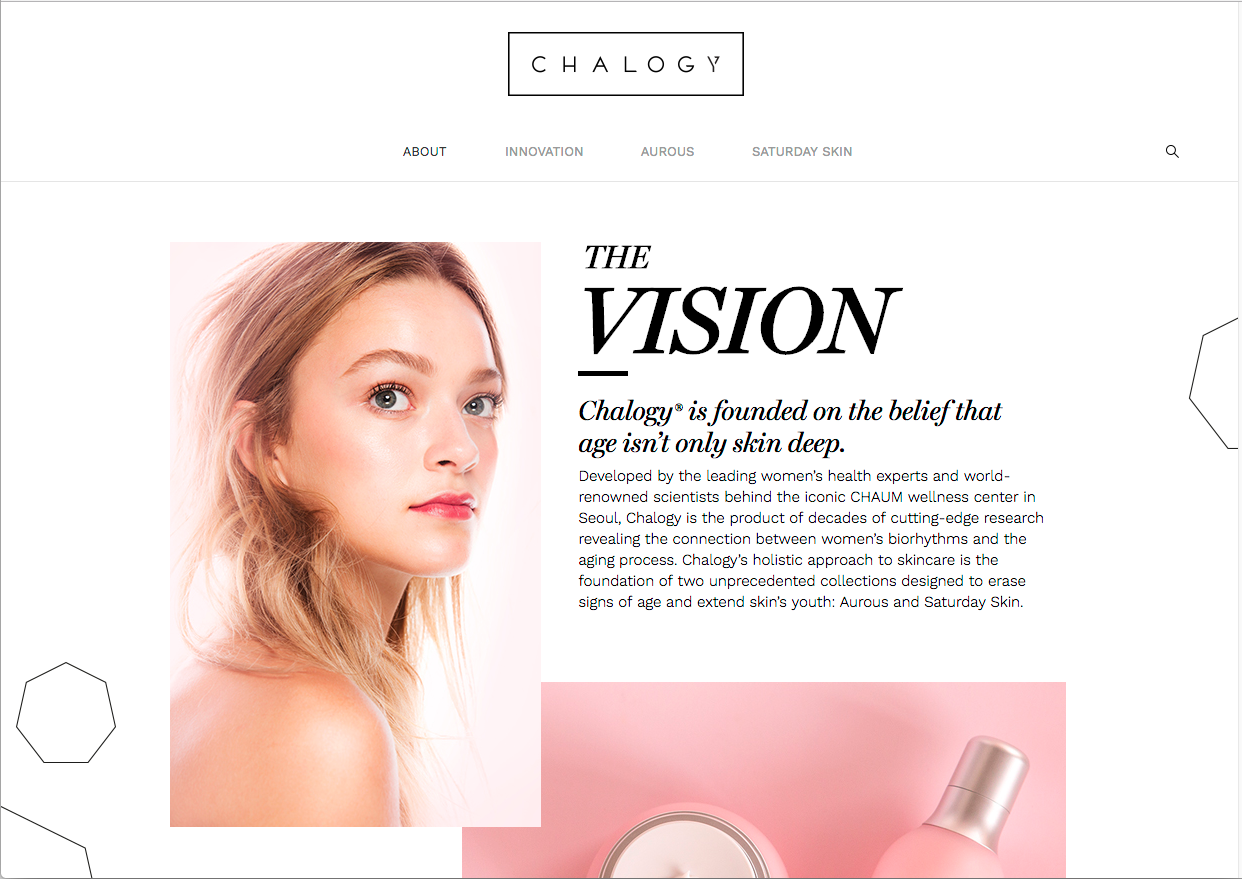 CHALOGY
ABOUT INNOVATION AUROUS SATURDAY SKIN
THE
VISION
Chalogy® is founded on the belief that
age isn’t only skin deep.
Developed by the leading women’s health experts and world-
renowned scientists behind the iconic CHAUM wellness center in
Seoul, Chalogy is the product of decades of cutting-edge research
revealing the connection between women’s biorhythms and the
aging process. Chalogy’s holistic approach to skincare is the
foundation of two unprecedented collections designed to erase
signs of age and extend skin’s youth: Aurous and Saturday Skin.